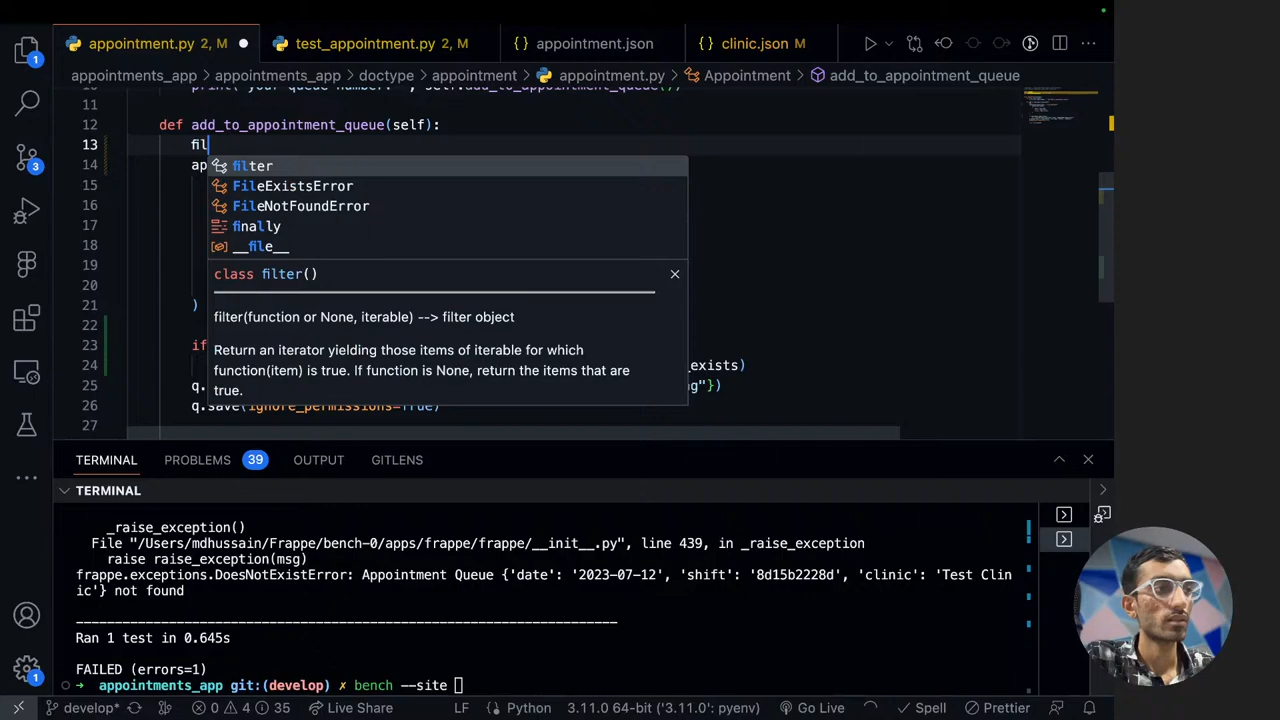 appointment.py 2, M
test_appointment.py 2, M
appointment.json
clinic.json M
appointments_app > appointments_app > doctype > appointment > appointment.py > Appointment > add_to_appointment_queue
11
12 def add_to_appointment_queue(self):
13 fil
14 ap
filter
15
FileExistsError
16
FileNotFoundError
17
finally
18
__file__
19
class filter()
20
21 )
filter(function or None, iterable) --> filter object
22
23 if
Return an iterator yielding those items of iterable for which
24 _exists)
function(item) is true. If function is None, return the items that are
25 q. g"})
true.
26 q.save(ignore_permissions=True)
27
TERMINAL PROBLEMS 39 OUTPUT GITLENS
TERMINAL
_raise_exception()
File "/Users/mdhussain/Frappe/bench-0/apps/frappe/frappe/__init__.py", line 439, in _raise_exception
raise raise_exception(msg)
frappe.exceptions.DoesNotExistError: Appointment Queue {'date': '2023-07-12', 'shift': '8d15b2228d', 'clinic': 'Test Clin
ic'} not found
----------------------------------------------------------------------
Ran 1 test in 0.645s
FAILED (errors=1)
appointments_app git:(develop) ✗ bench --site
develop* 0 4 35 Live Share LF Python 3.11.0 64-bit ('3.11.0': pyenv) Go Live Spell Prettier